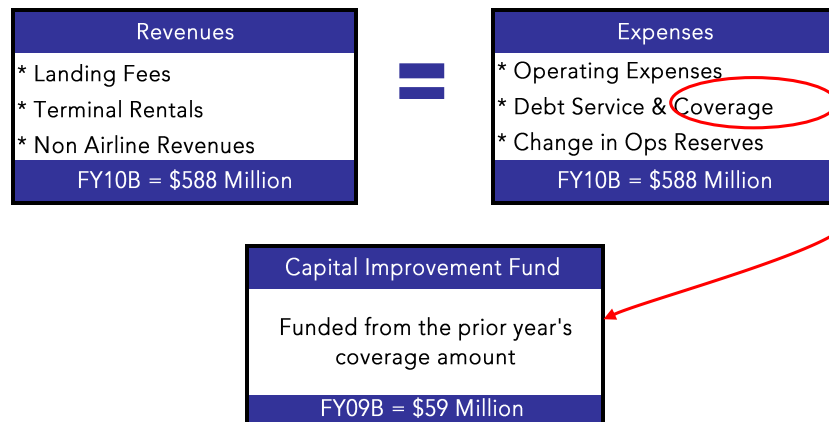 Revenues
* Landing Fees
* Terminal Rentals
* Non Airline Revenues
FY10B = $588 Million
=
Expenses
* Operating Expenses
* Debt Service & Coverage
* Change in Ops Reserves
FY10B = $588 Million
Capital Improvement Fund
Funded from the prior year's
coverage amount
FY09B = $59 Million